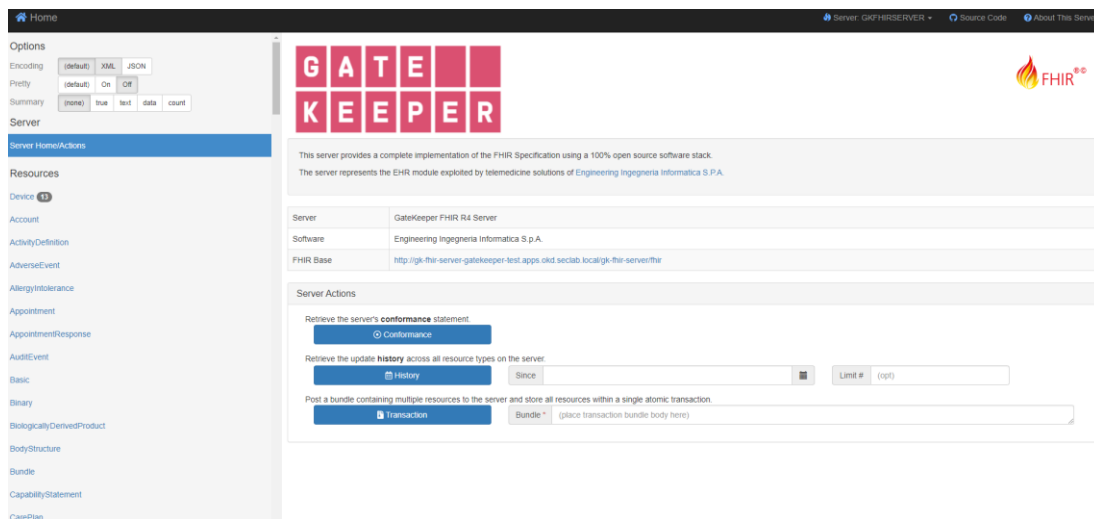 Home
Server: GKFHIRSERVER
Source Code
About This Serve
Options
Encoding (default) XML JSON
Pretty (default) On Off
Summary (none) true text data count
Server
Server Home/Actions
Resources
Device 13
Account
ActivityDefinition
AdverseEvent
AllergyIntolerance
Appointment
AppointmentResponse
AuditEvent
Basic
Binary
BiologicallyDerivedProduct
BodyStructure
Bundle
CapabilityStatement
CarePlan
GATE
KEEPER
FHIR
This server provides a complete implementation of the FHIR Specification using a 100% open source software stack.
The server represents the EHR module exploited by telemedicine solutions of Engineering Ingegneria Informatica S.P.A.
Server GateKeeper FHIR R4 Server
Software Engineering Ingegneria Informatica S.p.A.
FHIR Base http://gk-fhir-server-gatekeeper-test.apps.okd.seclab.local/gk-fhir-server/fhir
Server Actions
Retrieve the server's conformance statement.
Conformance
Retrieve the update history across all resource types on the server.
History Since Limit # (opt)
Post a bundle containing multiple resources to the server and store all resources within a single atomic transaction.
Transaction Bundle * (place transaction bundle body here)